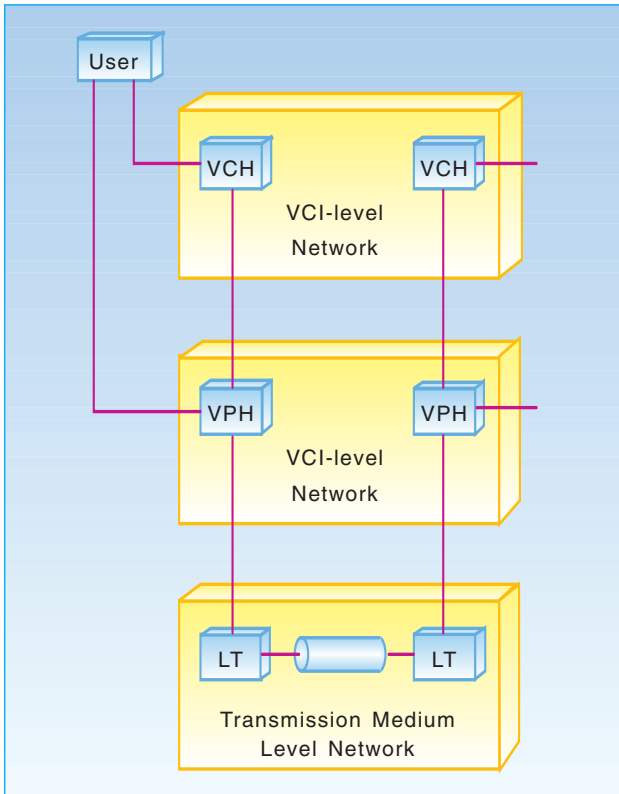 User
VCH VCH
VCI-level
Network
VPH VPH
VCI-level
Network
LT LT
Transmission Medium
Level Network